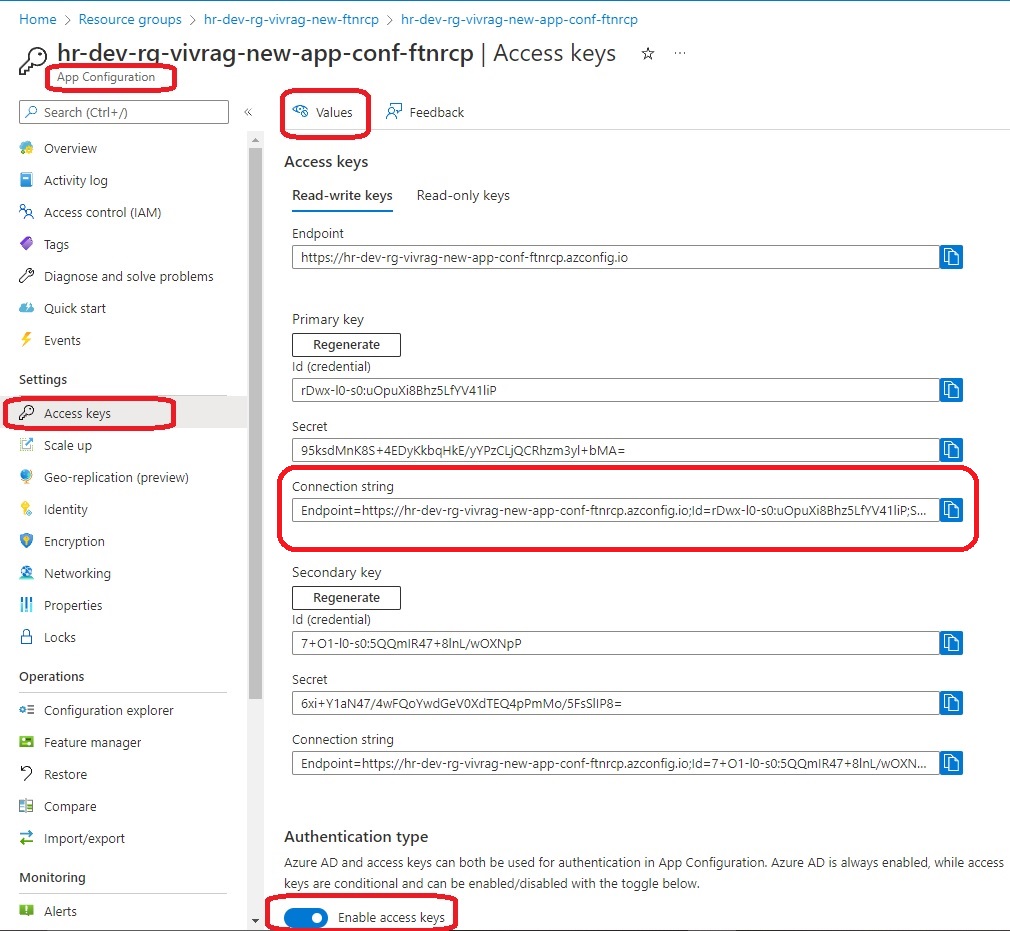 Home > Resource groups > hr-dev-rg-vivrag-new-ftnrcp > hr-dev-rg-vivrag-new-app-conf-ftnrcp
hr-dev-rg-vivrag-new-app-conf-ftnrcp | Access keys ☆ ...
App Configuration
Search (Ctrl+/) «
Overview
Activity log
Access control (IAM)
Tags
Diagnose and solve problems
Quick start
Events
Settings
Access keys
Scale up
Geo-replication (preview)
Identity
Encryption
Networking
Properties
Locks
Operations
Configuration explorer
Feature manager
Restore
Compare
Import/export
Monitoring
Alerts
Values Feedback
Access keys
Read-write keys Read-only keys
Endpoint
https://hr-dev-rg-vivrag-new-app-conf-ftnrcp.azconfig.io
Primary key
Regenerate
Id (credential)
rDwx-l0-s0:uOpuXi8Bhz5LfYV41liP
Secret
95ksdMnK8S+4EDyKkbqHkE/yYPzCLjQCRhzm3yl+bMA=
Connection string
Endpoint=https://hr-dev-rg-vivrag-new-app-conf-ftnrcp.azconfig.io;Id=rDwx-l0-s0:uOpuXi8Bhz5LfYV41liP;S...
Secondary key
Regenerate
Id (credential)
7+O1-l0-s0:5QQmIR47+8lnL/wOXNpP
Secret
6xi+Y1aN47/4wFQoYwdGeV0XdTEQ4pPmMo/5FsSlIP8=
Connection string
Endpoint=https://hr-dev-rg-vivrag-new-app-conf-ftnrcp.azconfig.io;Id=7+O1-l0-s0:5QQmIR47+8lnL/wOXN...
Authentication type
Azure AD and access keys can both be used for authentication in App Configuration. Azure AD is always enabled, while access
keys are conditional and can be enabled/disabled with the toggle below.
Enable access keys